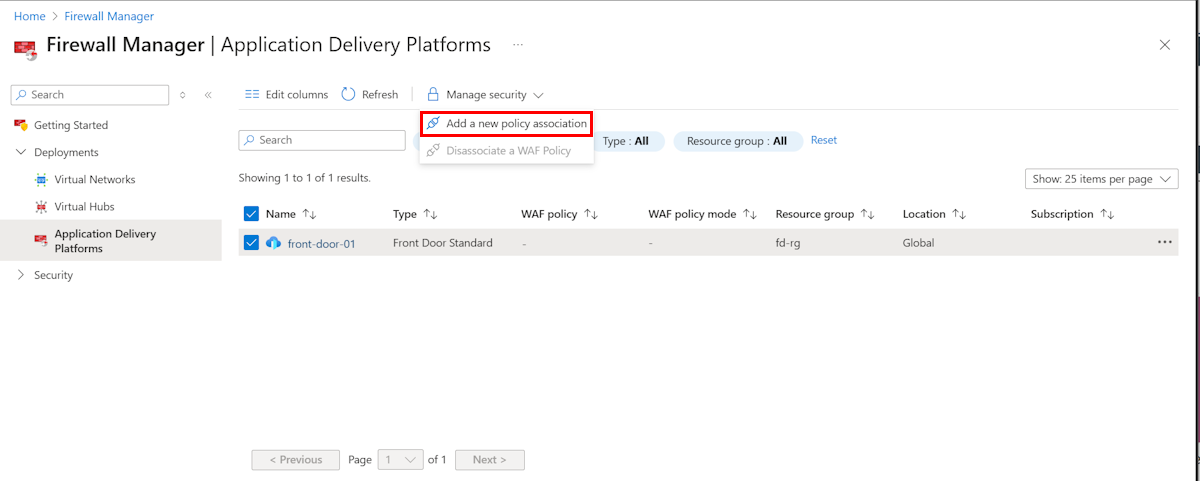 Home > Firewall Manager
Firewall Manager | Application Delivery Platforms ...
Search
«
Edit columns
Refresh
Manage security
Getting Started
Deployments
Virtual Networks
Virtual Hubs
Application Delivery
Platforms
Security
Add a new policy association
Disassociate a WAF Policy
Search
Type : All
Resource group : All
Reset
Showing 1 to 1 of 1 results.
Show: 25 items per page
Name ↑↓ Type ↑↓ WAF policy ↑↓ WAF policy mode ↑↓ Resource group ↑↓ Location ↑↓ Subscription ↑↓
front-door-01 Front Door Standard - - fd-rg Global ...
< Previous Page 1 of 1 Next >